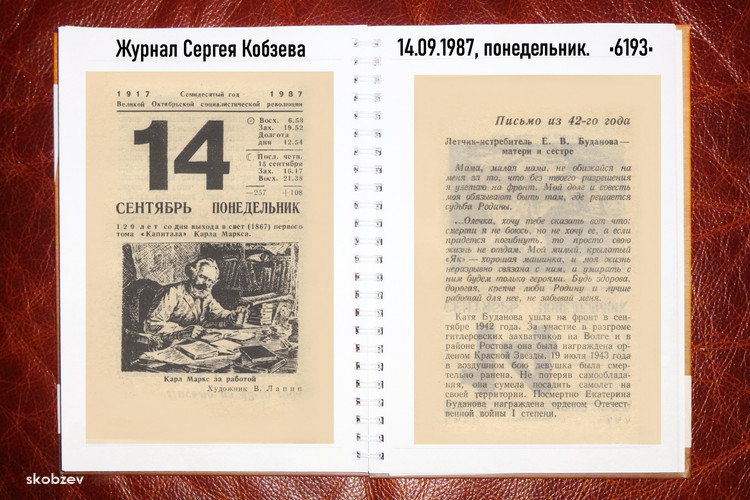 Журнал Сергея Кобзева
1917 Семидесятый год 1987
Великой Октябрьской социалистической революции
14
Восх. 6.58
Зах. 19.52
Долгота
дня 12.54
Посл. четв.
15 сентября
Зах. 15.17
Восх. 21.38
—257 +108
СЕНТЯБРЬ ПОНЕДЕЛЬНИК
120 лет со дня выхода в свет (1867) первого
тома «Капитала» Карла Маркса.
Карл Маркс за работой
Художник В. Лапин
14.09.1987, понедельник. •6193•
Письмо из 42-го года
Летчик-истребитель Е. В. Буданова —
матери и сестре
Мама, милая мама, не обижайся на
меня за то, что без твоего разрешения
я улетаю на фронт. Мой долг и совесть
мои обязывают быть там, где решается
судьба Родины.
...Олечка, хочу тебе сказать вот что:
смерти я не боюсь, но не хочу ее, а если
придется погибнуть, то просто свою
жизнь не отдам. Мой милый, крылатый
«Як» — хорошая машинка, и моя жизнь
неразрывно связана с ним, и умирать с
ним будем только героями. Будь здорова,
дорогая, крепче люби Родину и лучше
работай для нее, не забывай меня.
Катя Буданова ушла на фронт в сен-
тябре 1942 года. За участие в разгроме
гитлеровских захватчиков на Волге и в
районе Ростова она была награждена ор-
деном Красной Звезды. 19 июля 1943 года
в воздушном бою девушка была смер-
тельно ранена. Не потеряв самооблада-
ния, она сумела посадить самолет на
своей территории. Посмертно Екатерина
Буданова награждена орденом Отечест-
венной войны I степени.
skobzev